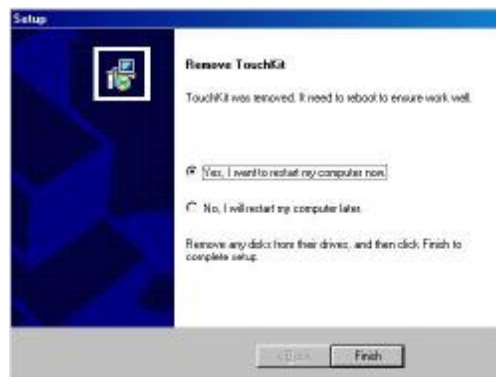 Setup
Remove TouchKit
TouchKit was removed. It need to reboot to ensure work well.
Yes, I want to restart my computer now.
No, I will restart my computer later.
Remove any disks from their drives, and then click Finish to
complete setup.
< Back
Finish